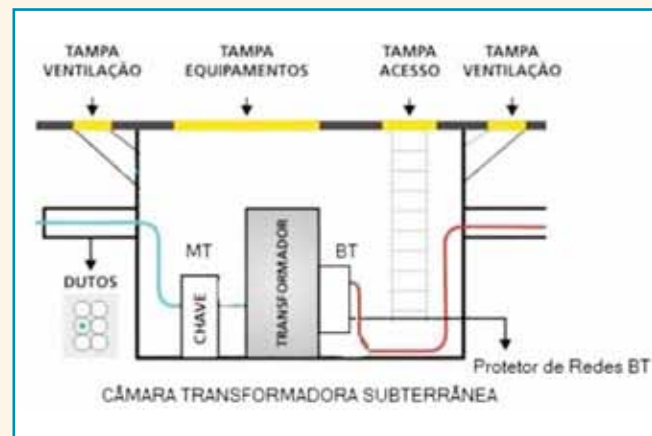 TAMPA
VENTILAÇÃO
TAMPA
EQUIPAMENTOS
TAMPA
ACESSO
TAMPA
VENTILAÇÃO
MT
BT
DUTOS
CHAVE
TRANSFORMADOR
Protetor de Redes BT
CÂMARA TRANSFORMADORA SUBTERRÂNEA